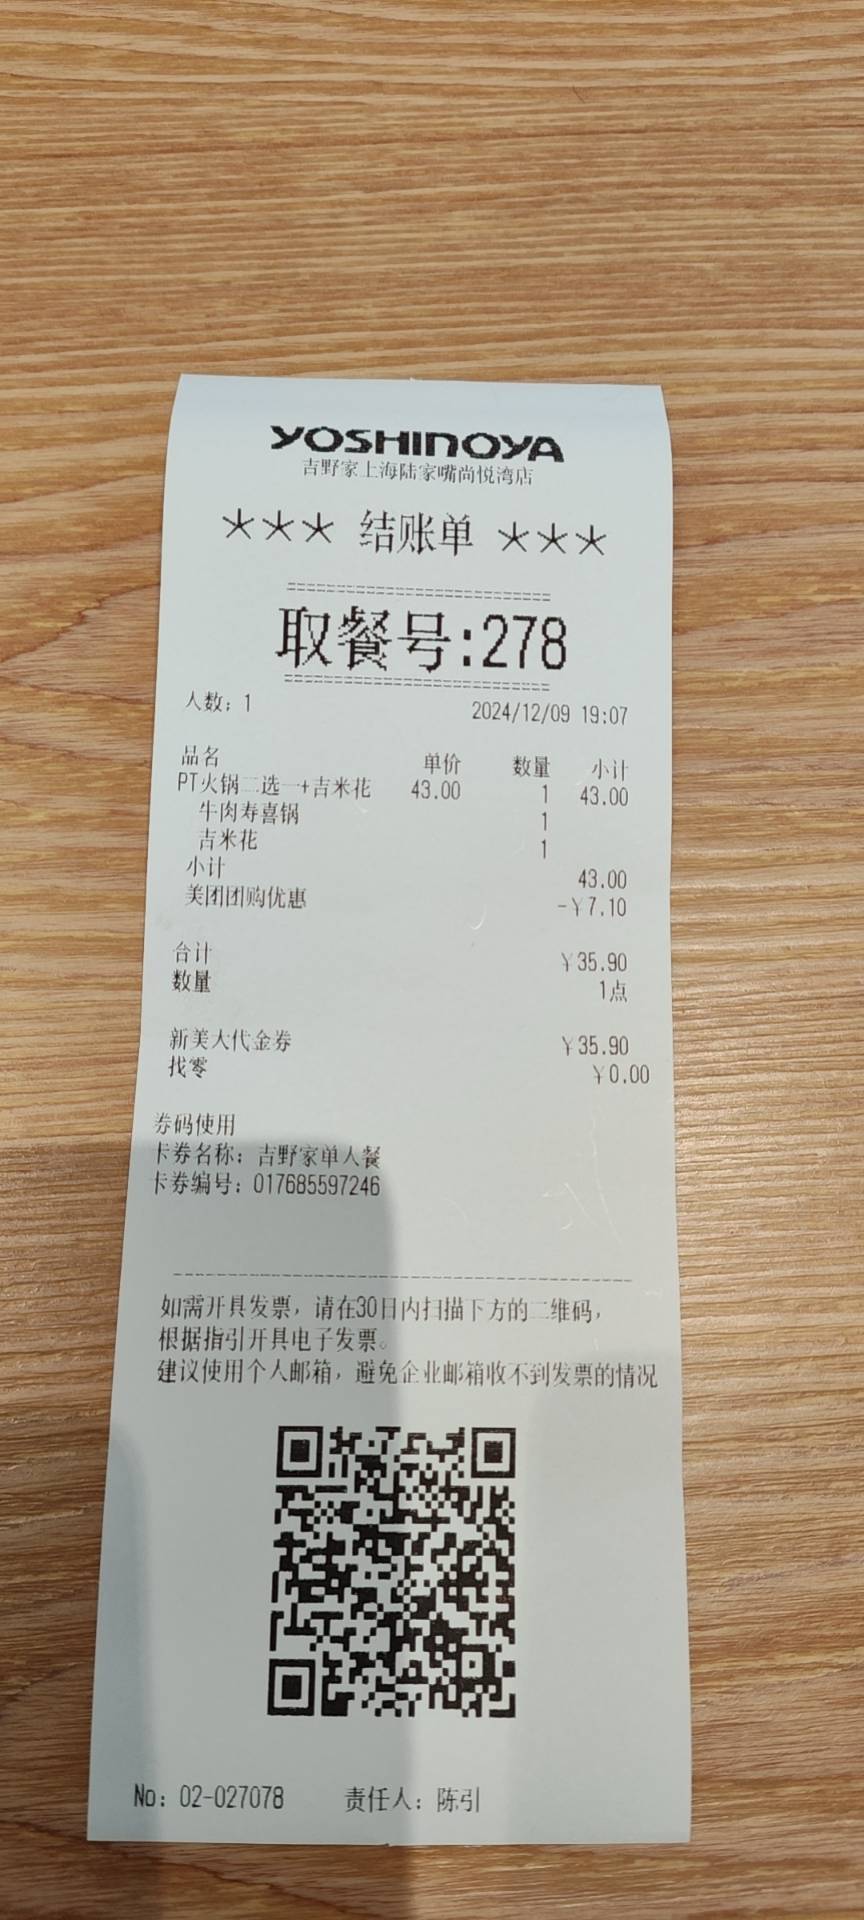 YOSHINOYA
吉野家上海陆家嘴尚悦湾店
*** 结账单 ***
==========================
取餐号:278
==========================
人数: 1 2024/12/09 19:07
品名 单价 数量 小计
PT火锅二选一+吉米花 43.00 1 43.00
牛肉寿喜锅 1
吉米花 1
小计 43.00
美团团购优惠 -¥7.10
合计 ¥35.90
数量 1点
新美大代金券 ¥35.90
找零 ¥0.00
券码使用
卡券名称: 吉野家单人餐
卡券编号: 017685597246
--------------------------------
如需开具发票, 请在30日内扫描下方的二维码,
根据指引开具电子发票。
建议使用个人邮箱, 避免企业邮箱收不到发票的情况
No: 02-027078 责任人: 陈引